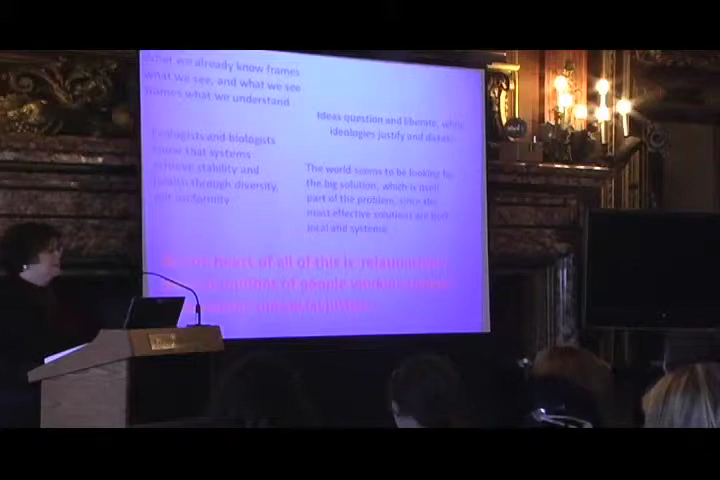 What we already know frames
what we see, and what we see
frames what we understand
Ideas question and liberate, while
ideologies justify and dictate
Ecologists and biologists
know that systems
achieve stability and
health through diversity,
not uniformity
The world seems to be looking for
the big solution, which is itself
part of the problem, since the
most effective solutions are both
local and systemic
heart of all of this is relationships,
of people working